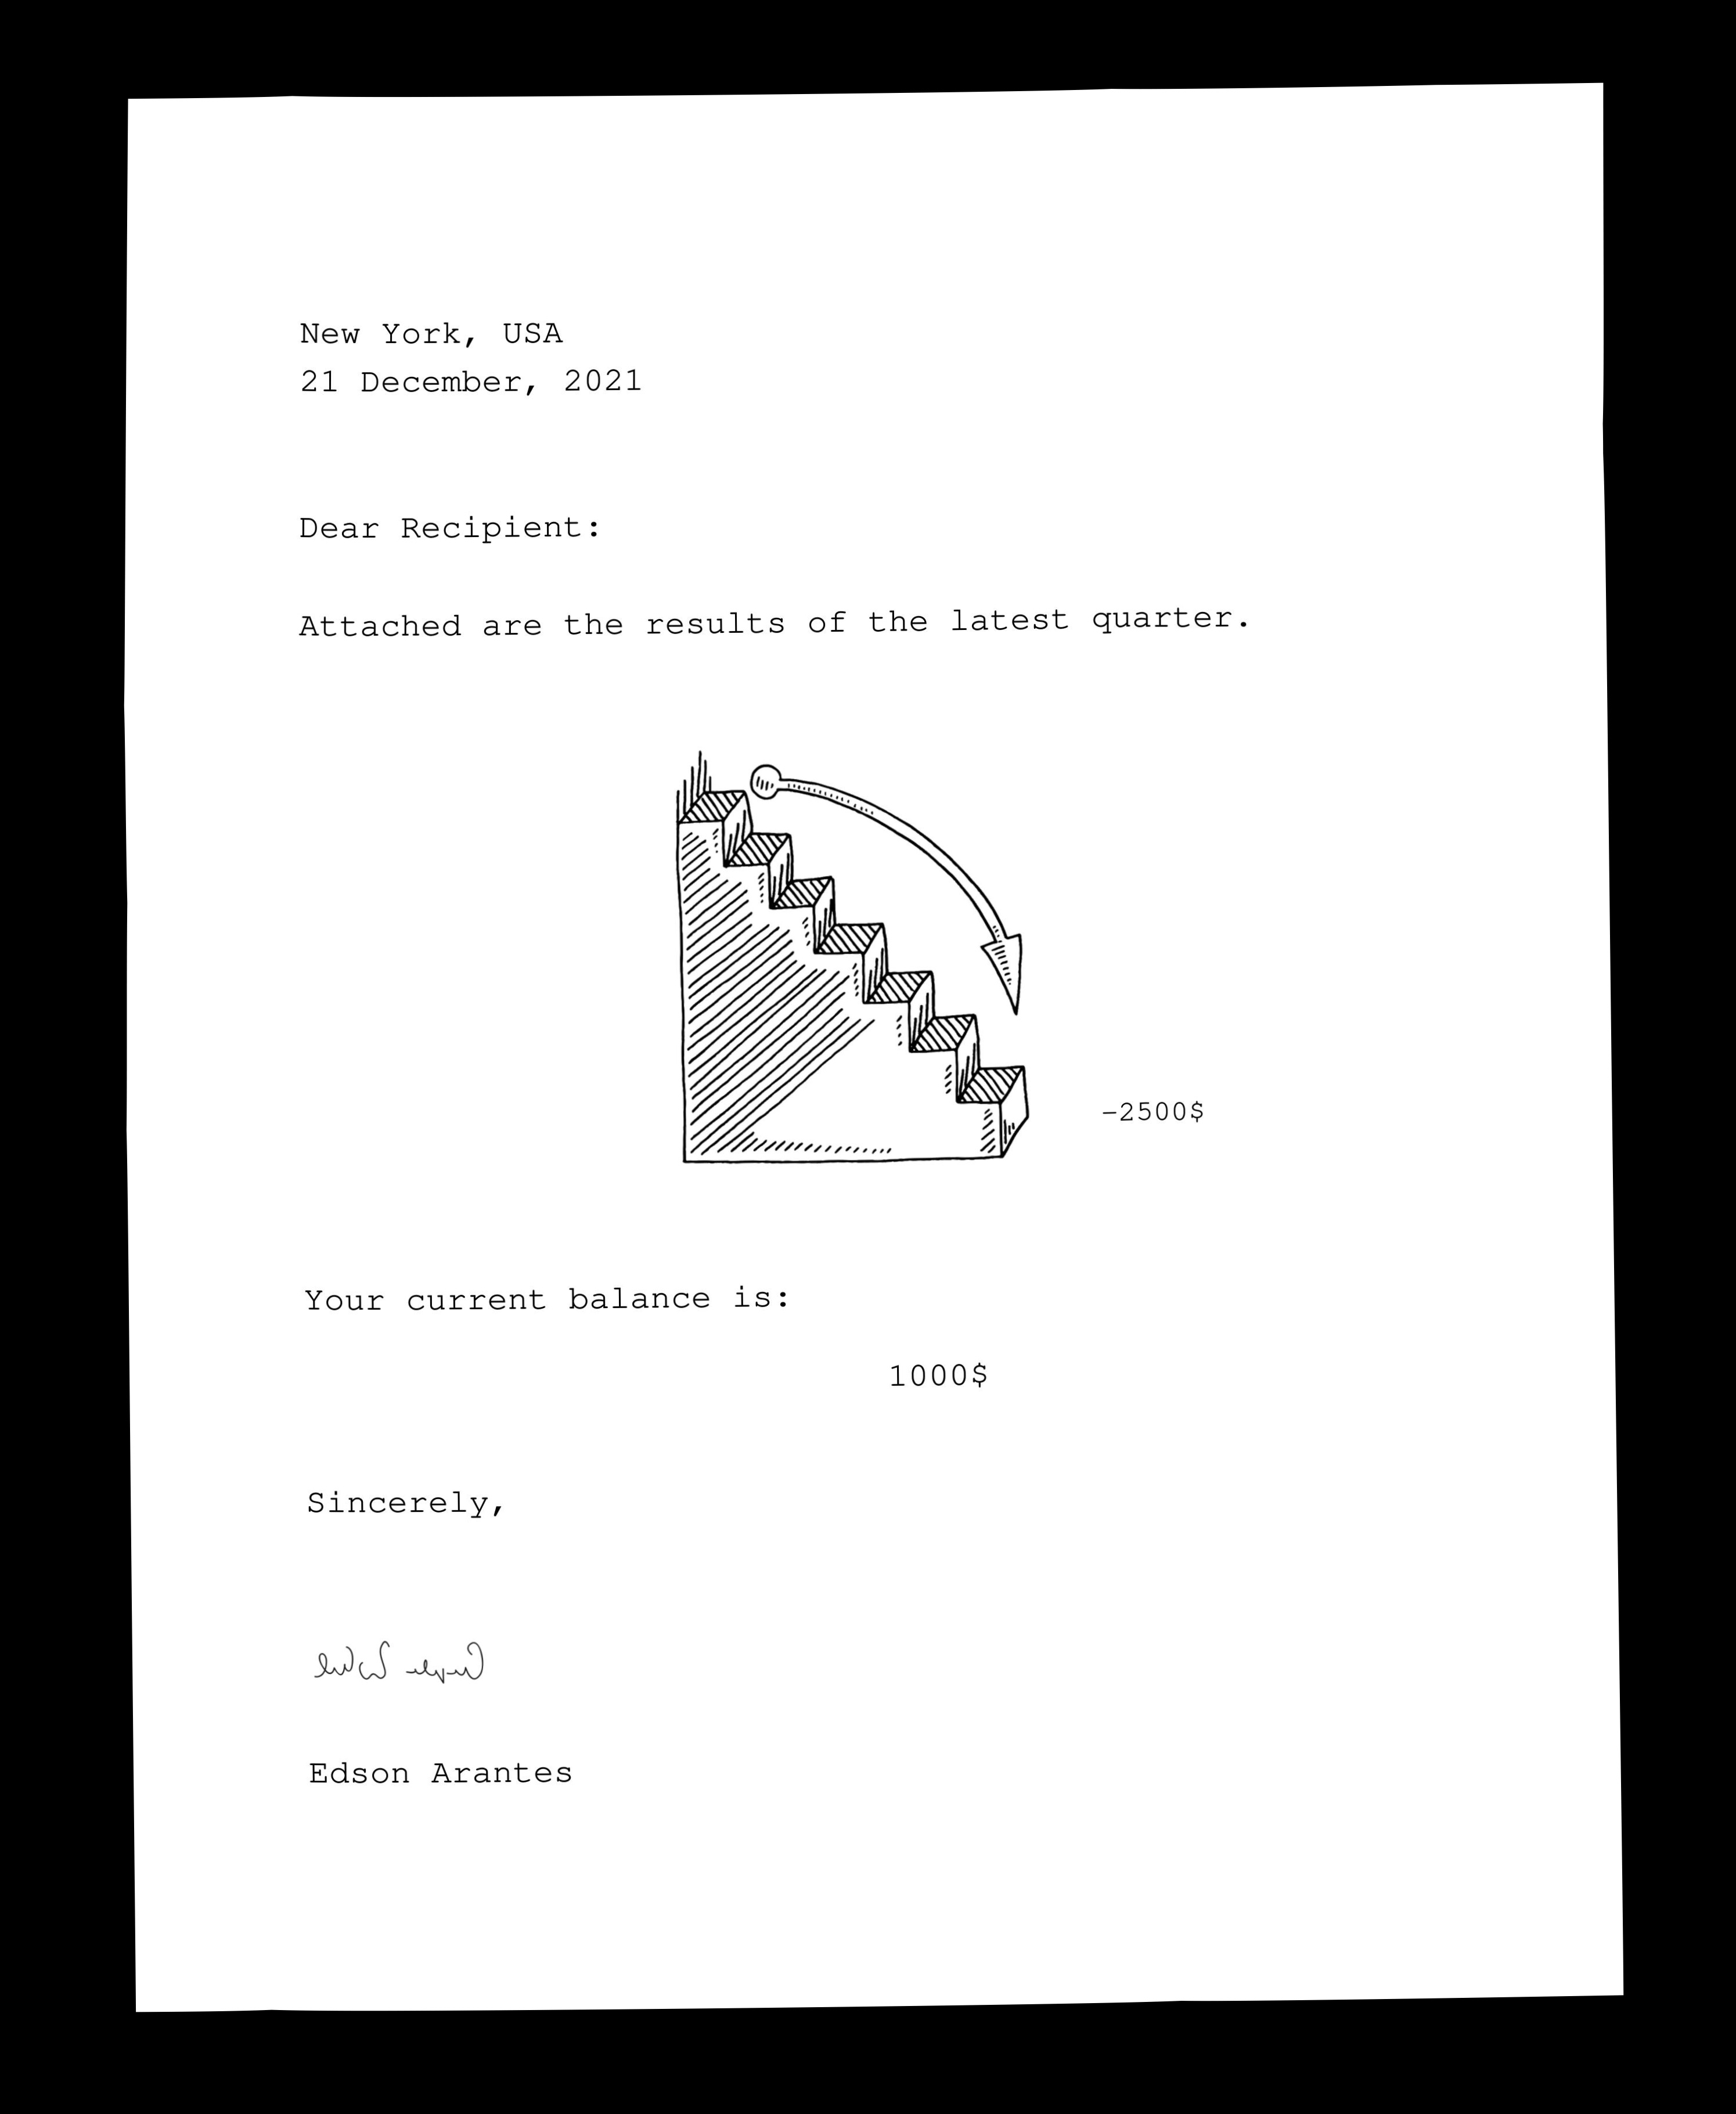 New York, USA
21 December, 2021
Dear Recipient:
Attached are the results of the latest quarter.
–2500$
Your current balance is:
1000$
Sincerely,
Edson Arantes